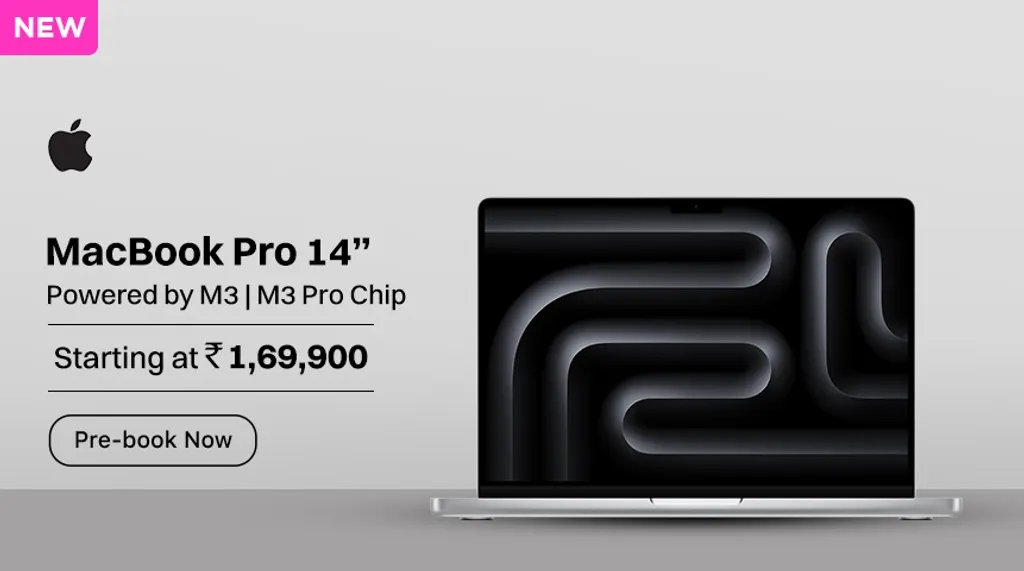 NEW
MacBook Pro 14”
Powered by M3 | M3 Pro Chip
Starting at ₹ 1,69,900
Pre-book Now